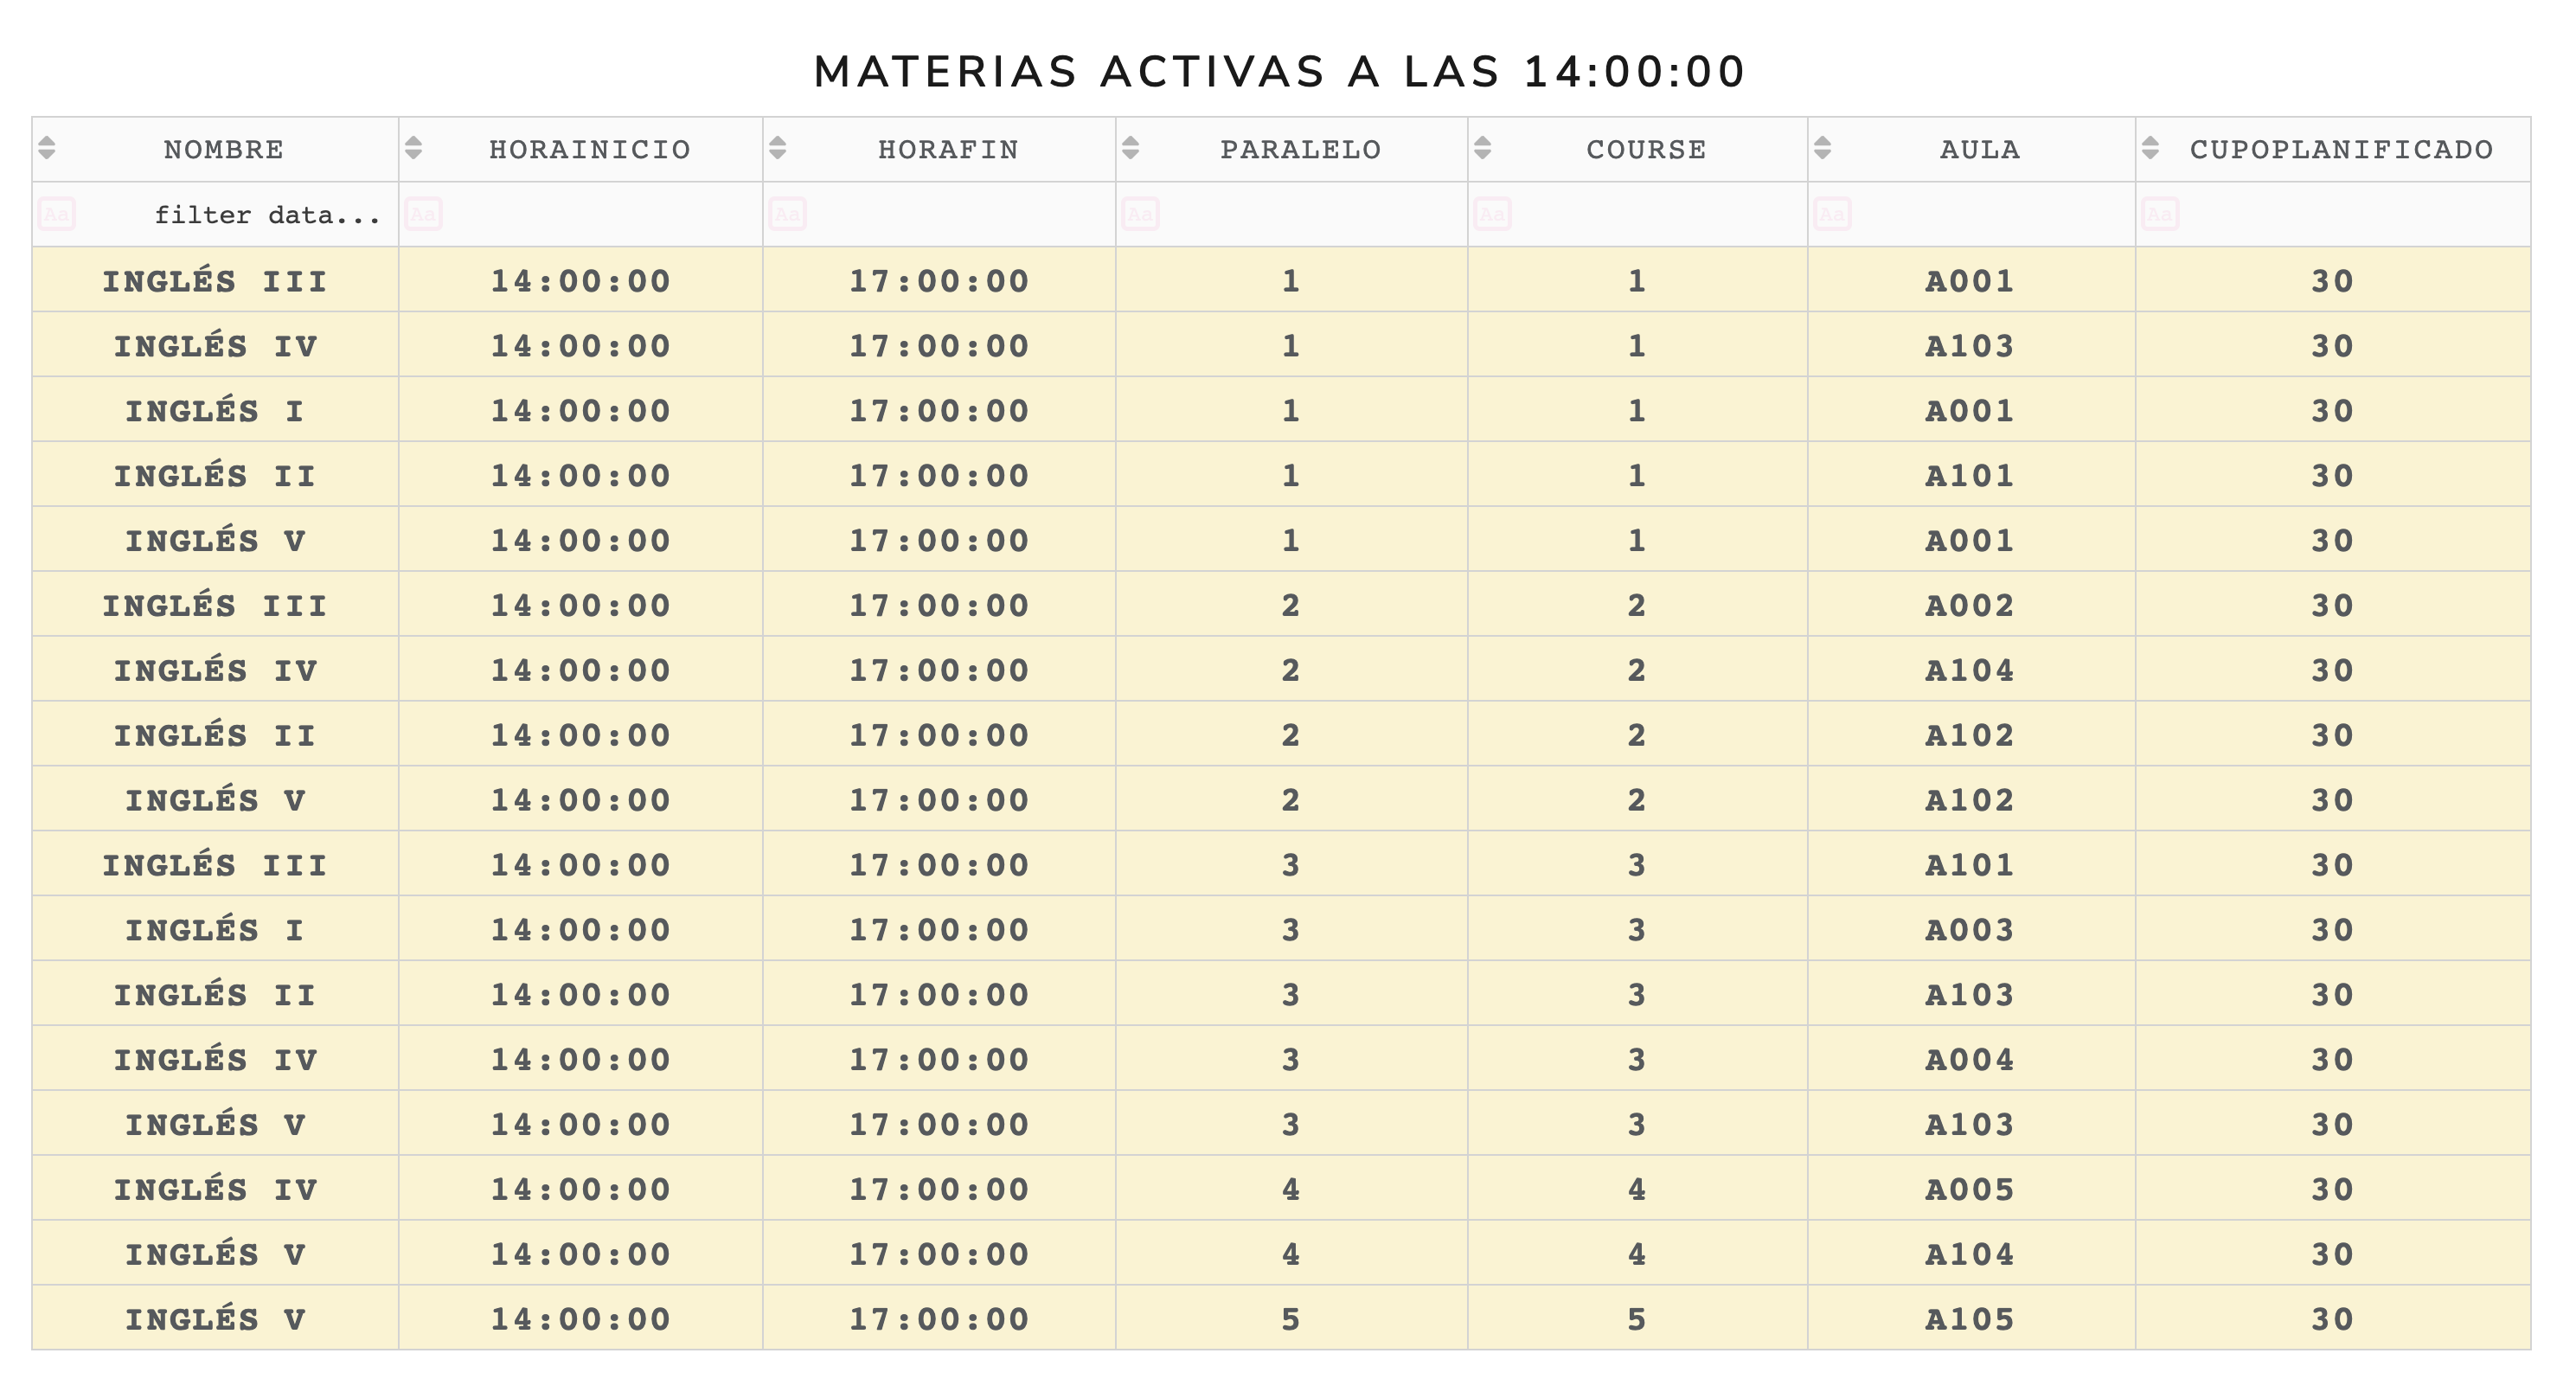 MATERIAS ACTIVAS A LAS 14:00:00
NOMBRE HORAINICIO HORAFIN PARALELO COURSE AULA CUPOPLANIFICADO
Aa filter data... Aa Aa Aa Aa Aa Aa
INGLÉS III 14:00:00 17:00:00 1 1 A001 30
INGLÉS IV 14:00:00 17:00:00 1 1 A103 30
INGLÉS I 14:00:00 17:00:00 1 1 A001 30
INGLÉS II 14:00:00 17:00:00 1 1 A101 30
INGLÉS V 14:00:00 17:00:00 1 1 A001 30
INGLÉS III 14:00:00 17:00:00 2 2 A002 30
INGLÉS IV 14:00:00 17:00:00 2 2 A104 30
INGLÉS II 14:00:00 17:00:00 2 2 A102 30
INGLÉS V 14:00:00 17:00:00 2 2 A102 30
INGLÉS III 14:00:00 17:00:00 3 3 A101 30
INGLÉS I 14:00:00 17:00:00 3 3 A003 30
INGLÉS II 14:00:00 17:00:00 3 3 A103 30
INGLÉS IV 14:00:00 17:00:00 3 3 A004 30
INGLÉS V 14:00:00 17:00:00 3 3 A103 30
INGLÉS IV 14:00:00 17:00:00 4 4 A005 30
INGLÉS V 14:00:00 17:00:00 4 4 A104 30
INGLÉS V 14:00:00 17:00:00 5 5 A105 30